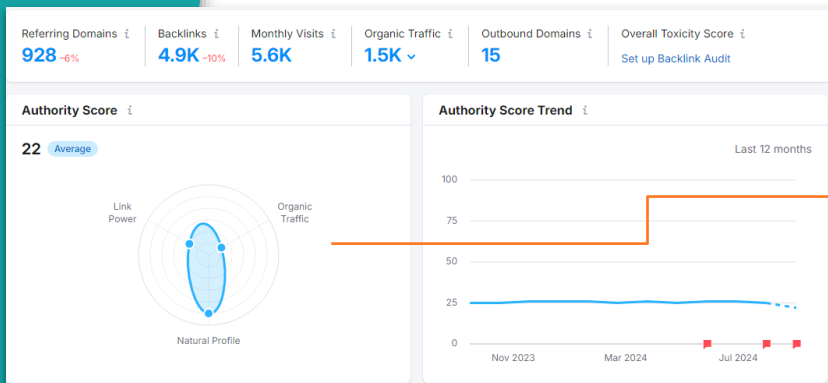 Referring Domains i
Backlinks i
Monthly Visits i
Organic Traffic i
Outbound Domains i
Overall Toxicity Score i
928 -6%
4.9K -10%
5.6K
1.5K
15
Set up Backlink Audit
Authority Score i
22 Average
Link
Power
Organic
Traffic
Natural Profile
Authority Score Trend i
Last 12 months
100
75
50
25
0
Nov 2023
Mar 2024
Jul 2024